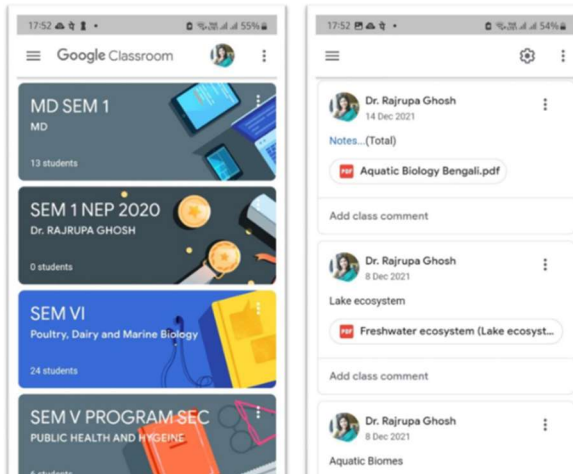 17:52
55%
Google Classroom
MD SEM 1
MD
13 students
SEM 1 NEP 2020
Dr. RAJRUPA GHOSH
0 students
SEM VI
Poultry, Dairy and Marine Biology
24 students
SEM V PROGRAM SEC
PUBLIC HEALTH AND HYGEINE
17:52
54%
Dr. Rajrupa Ghosh
14 Dec 2021
Notes...(Total)
PDF Aquatic Biology Bengali.pdf
Add class comment
Dr. Rajrupa Ghosh
8 Dec 2021
Lake ecosystem
PDF Freshwater ecosystem (Lake ecosyst...
Add class comment
Dr. Rajrupa Ghosh
8 Dec 2021
Aquatic Biomes